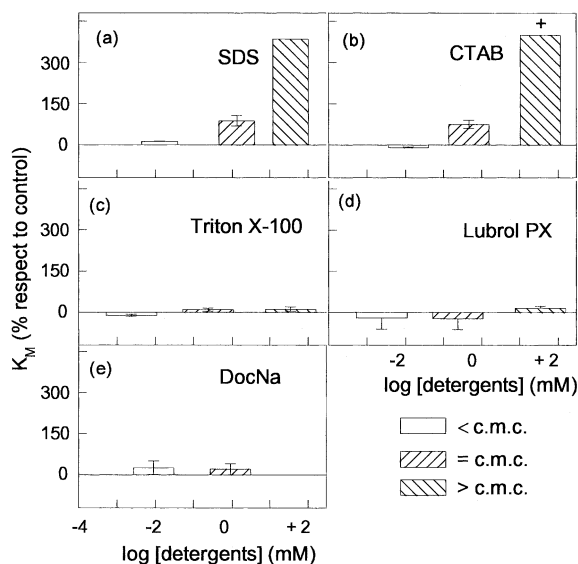 (a)
SDS
300
150
0
(b)
+
CTAB
(c)
Triton X-100
300
150
0
(d)
Lubrol PX
-2
0
+ 2
log [detergents] (mM)
(e)
DocNa
300
150
0
-4
-2
0
+ 2
log [detergents] (mM)
K_M (% respect to control)
< c.m.c.
= c.m.c.
> c.m.c.